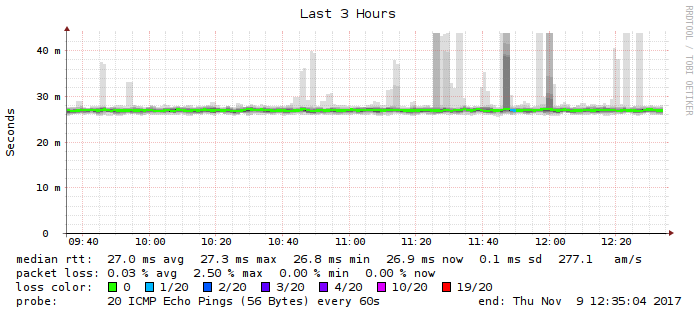 Last 3 Hours
RRDTOOL / TOBI OETIKER
Seconds
40 m
30 m
20 m
10 m
0
09:40 10:00 10:20 10:40 11:00 11:20 11:40 12:00 12:20
median rtt: 27.0 ms avg 27.3 ms max 26.8 ms min 26.9 ms now 0.1 ms sd 277.1 am/s
packet loss: 0.03 % avg 2.50 % max 0.00 % min 0.00 % now
loss color: 0 1/20 2/20 3/20 4/20 10/20 19/20
probe: 20 ICMP Echo Pings (56 Bytes) every 60s end: Thu Nov 9 12:35:04 2017